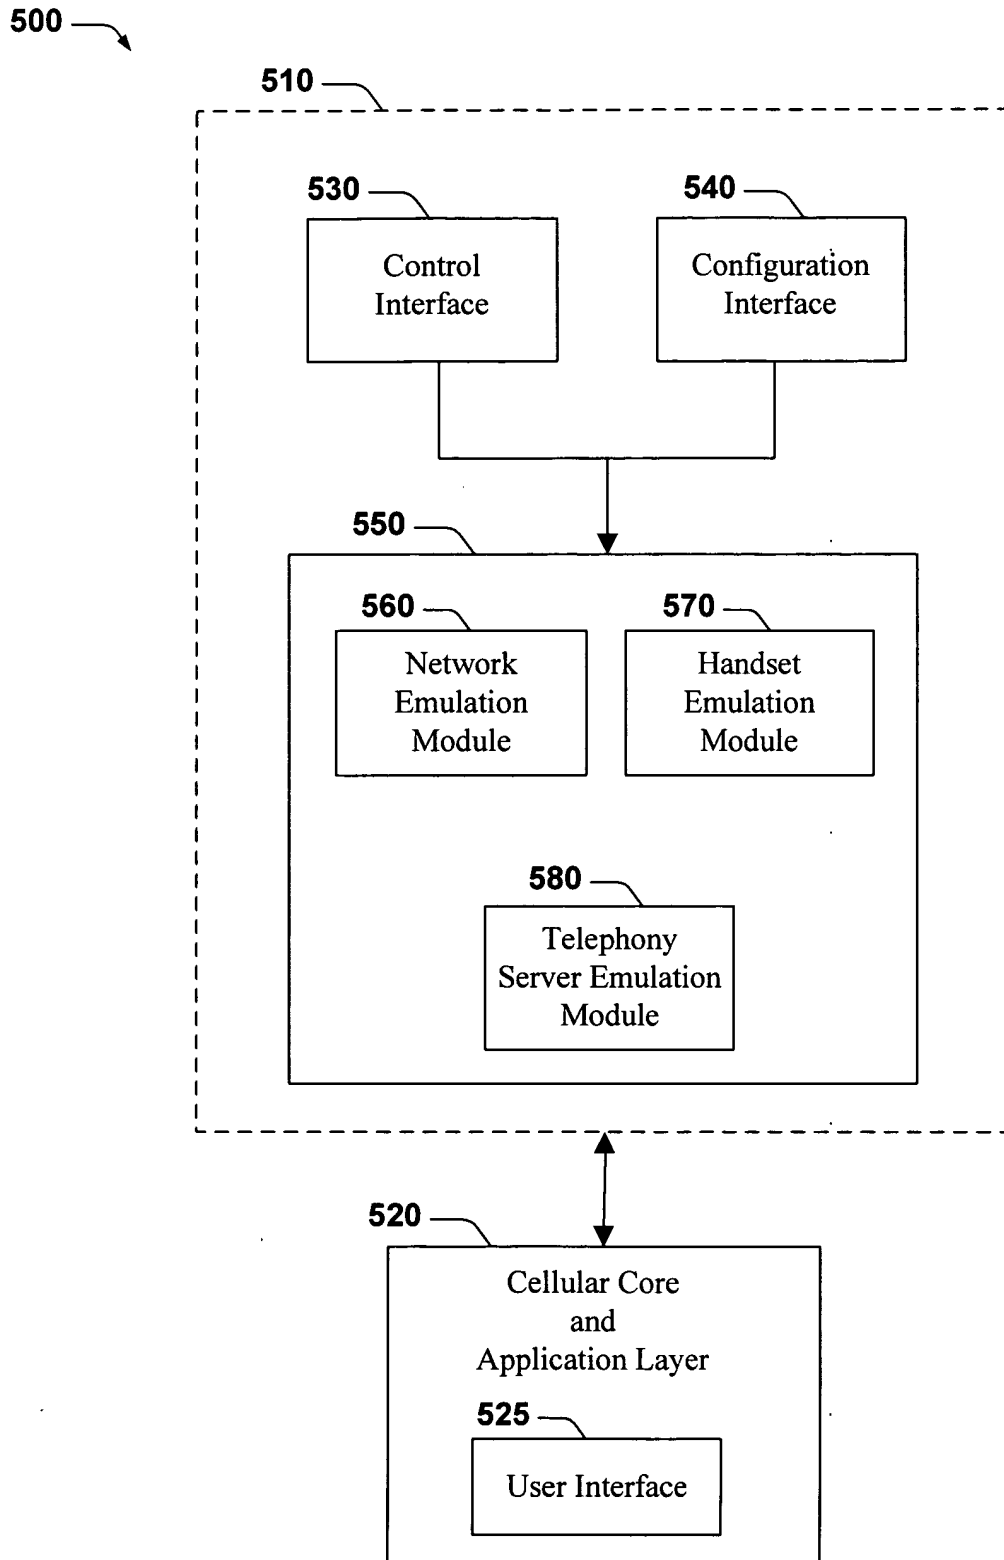 500
510
530
540
Control
Interface
Configuration
Interface
550
560
570
Network
Emulation
Module
Handset
Emulation
Module
580
Telephony
Server Emulation
Module
520
Cellular Core
and
Application Layer
525
User Interface